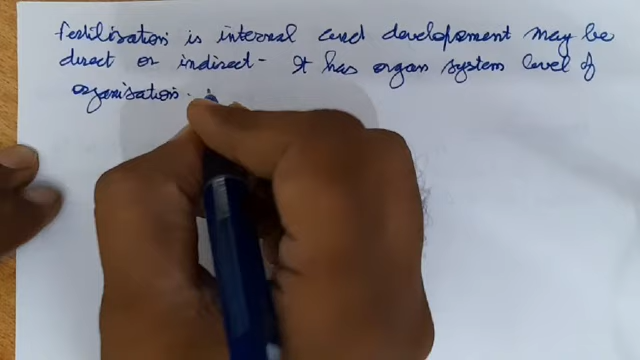 Fertilisation is internal and development may be
direct or indirect - It has organ system level of
organisation.